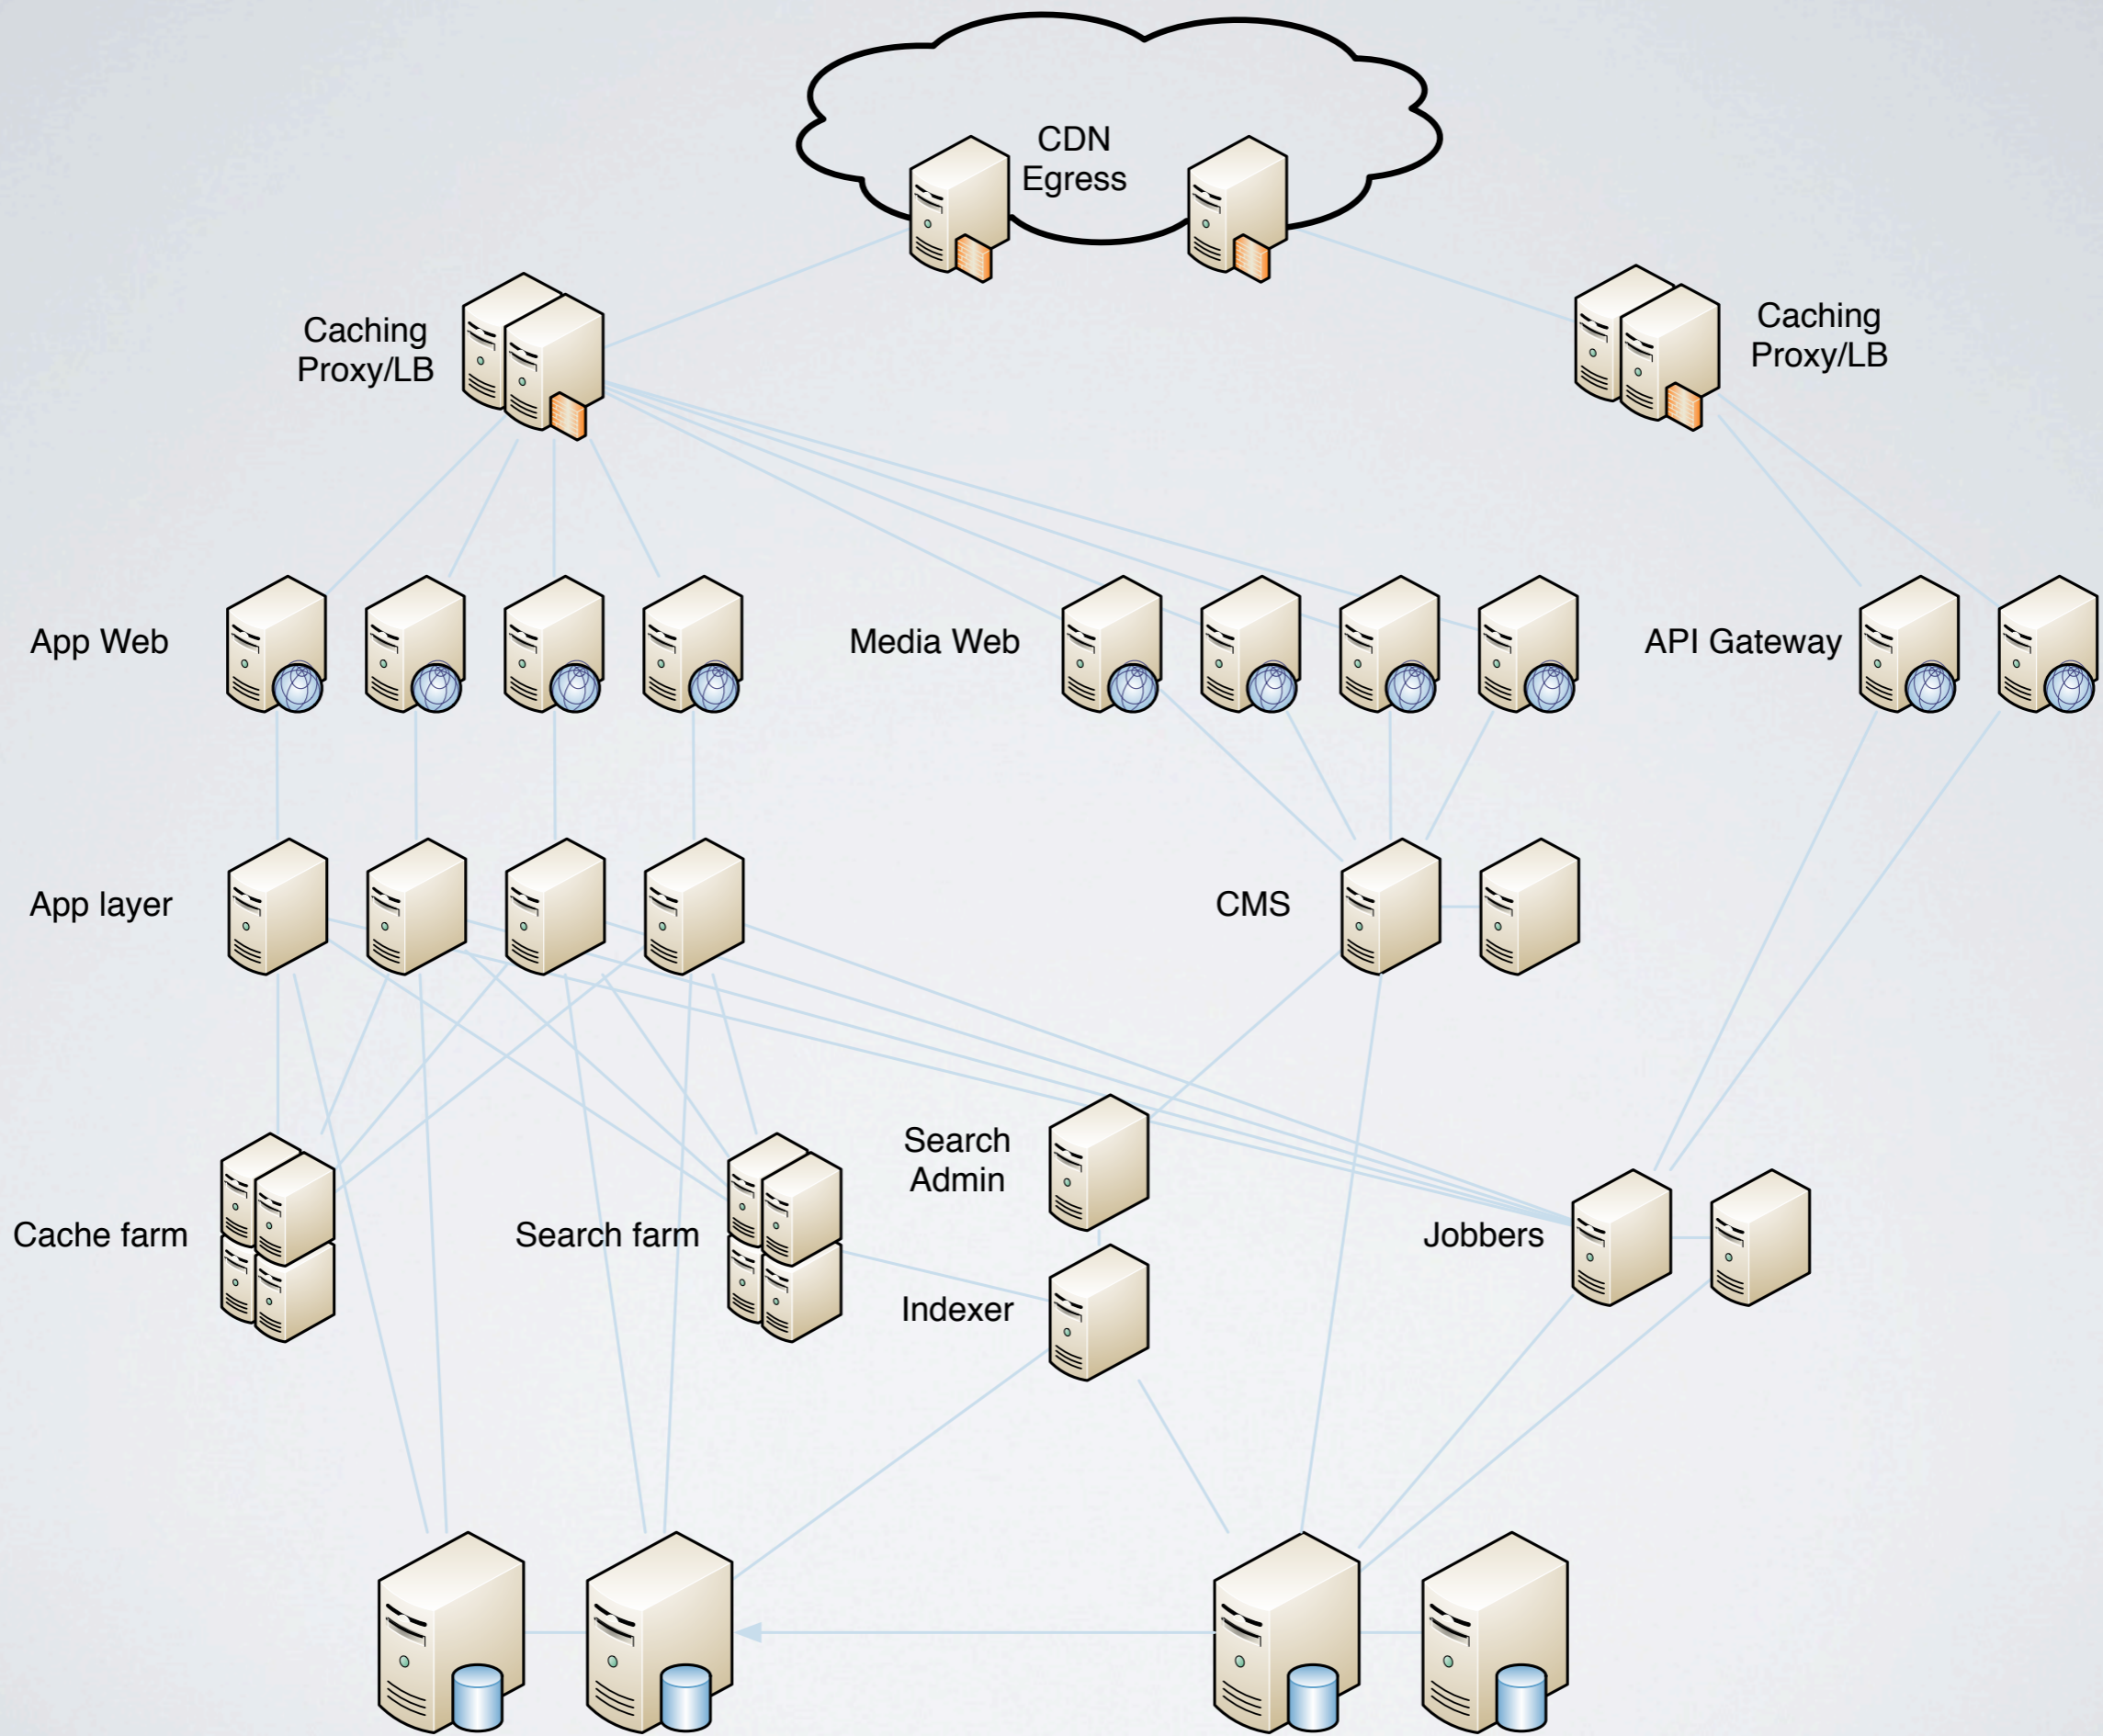 CDN
Egress
Caching
Proxy/LB
Caching
Proxy/LB
App Web
Media Web
API Gateway
App layer
CMS
Search
Admin
Cache farm
Search farm
Jobbers
Indexer